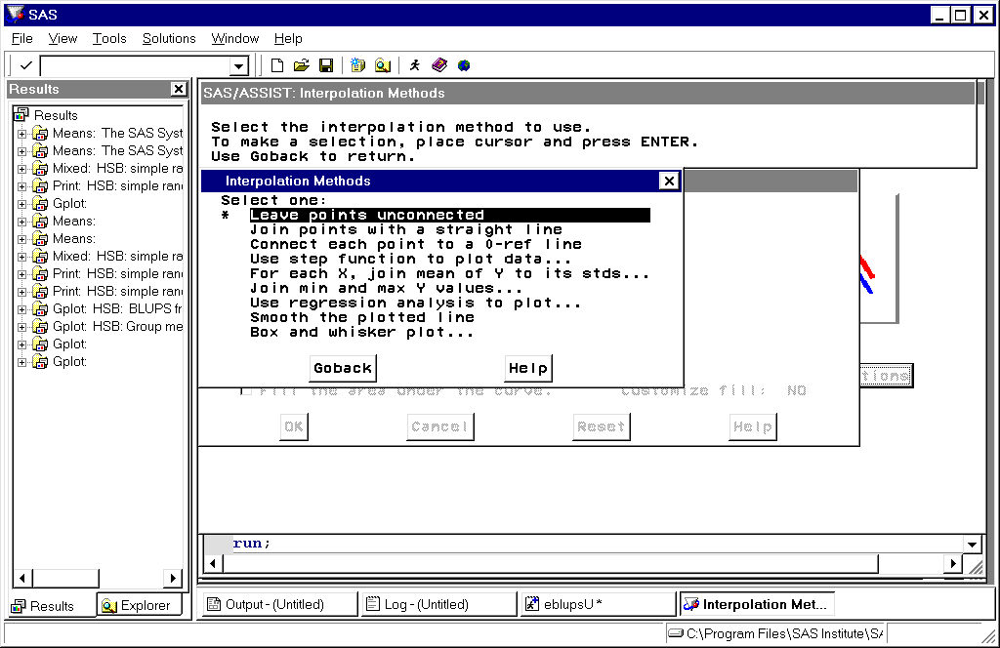 SAS
File View Tools Solutions Window Help
Results
Results
Means: The SAS Syst
Means: The SAS Syst
Mixed: HSB: simple ra
Print: HSB: simple ran
Gplot:
Means:
Means:
Mixed: HSB: simple ra
Print: HSB: simple ran
Print: HSB: simple ran
Gplot: HSB: BLUPS fr
Gplot: HSB: Group me
Gplot:
Gplot:
Results Explorer
SAS/ASSIST: Interpolation Methods
Select the interpolation method to use.
To make a selection, place cursor and press ENTER.
Use Goback to return.
Interpolation Methods
Select one:
* Leave points unconnected
Join points with a straight line
Connect each point to a 0-ref line
Use step function to plot data...
For each X, join mean of Y to its stds...
Join min and max Y values...
Use regression analysis to plot...
Smooth the plotted line
Box and whisker plot...
Goback Help
tions
Fill the area under the curve. Customize fill: NO
OK Cancel Reset Help
run;
Output - (Untitled) Log - (Untitled) eblupsU * Interpolation Met...
C:\Program Files\SAS Institute\SA